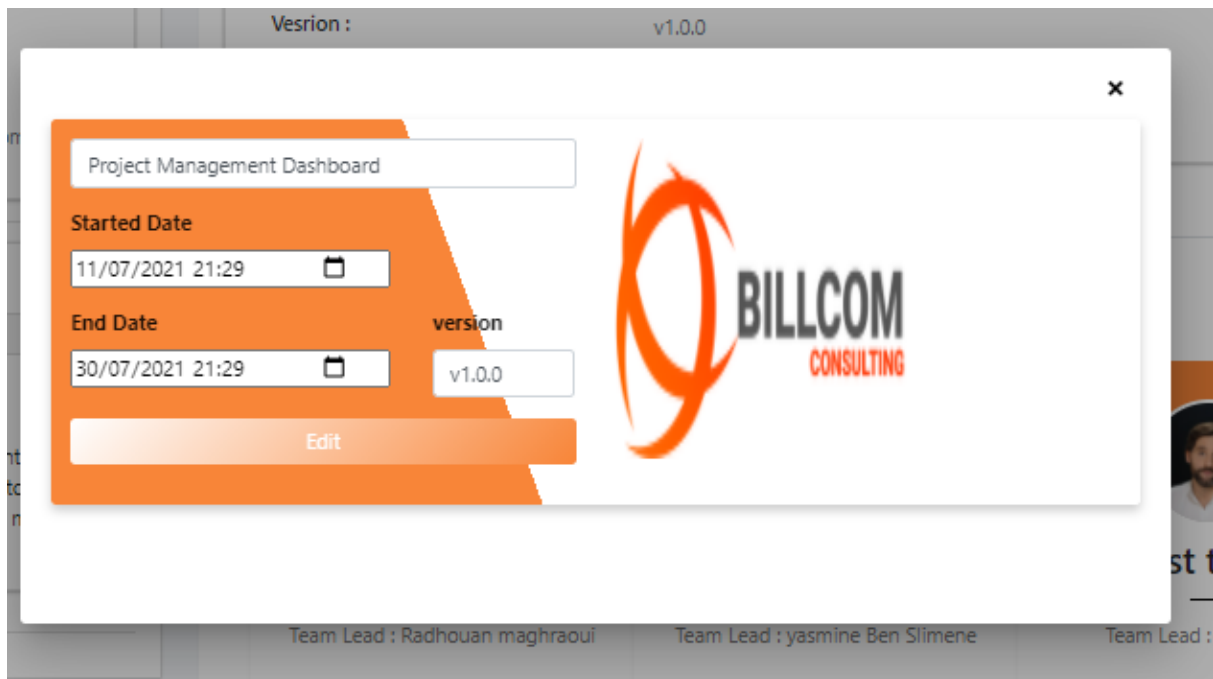 Vesrion :
v1.0.0
×
Project Management Dashboard
Started Date
11/07/2021 21:29
End Date
version
30/07/2021 21:29
v1.0.0
Edit
BILLCOM
CONSULTING
Team Lead : Radhouan maghraoui
Team Lead : yasmine Ben Slimene
Team Lead :